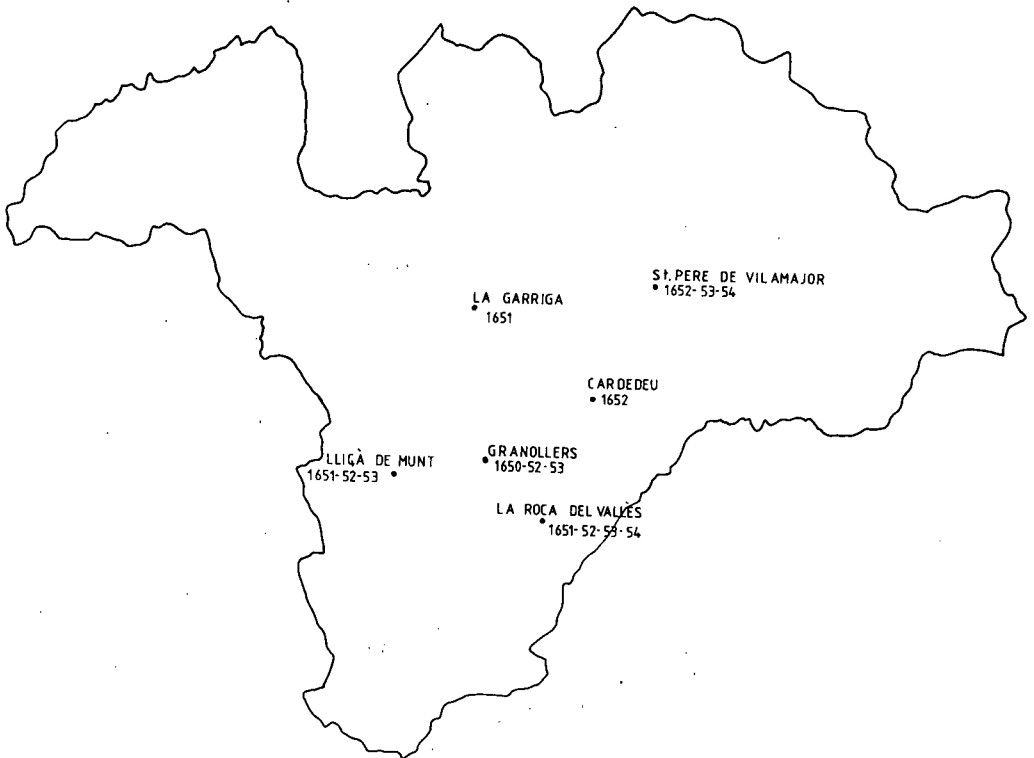 St. PERE DE VILAMAJOR
1652-53-54
LA GARRIGA
1651
CARDEDEU
1652
GRANOLLERS
1650-52-53
LLIÇÀ DE MUNT
1651-52-53
LA ROCA DEL VALLÈS
1651-52-53-54